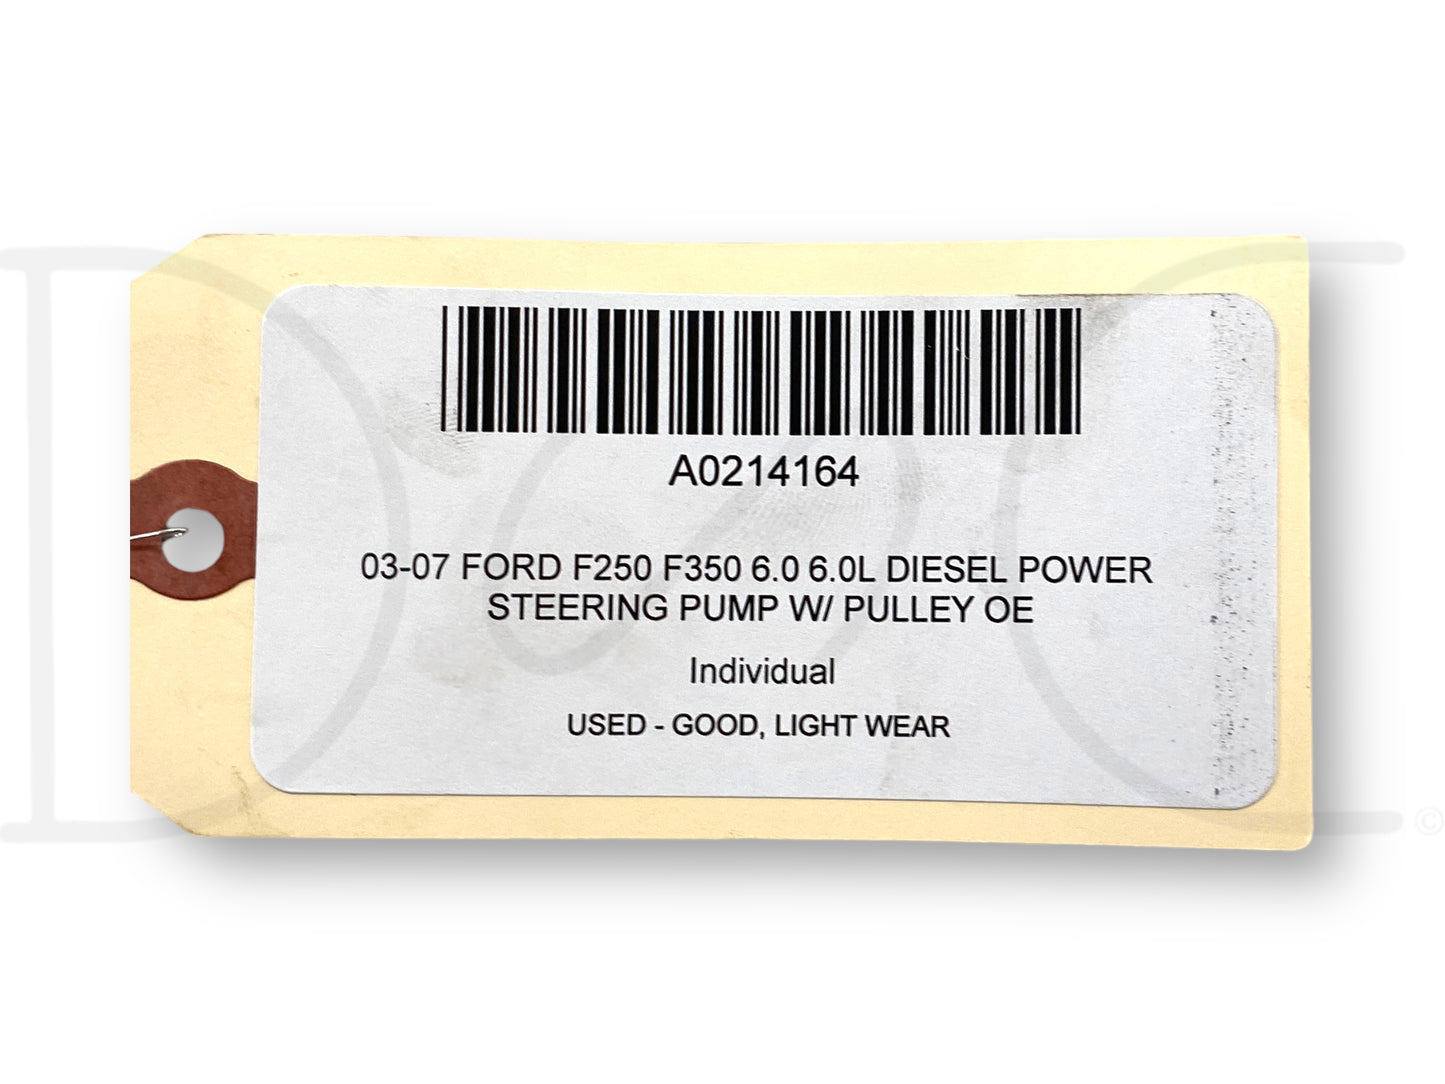 A0214164
03-07 FORD F250 F350 6.0 6.0L DIESEL POWER
STEERING PUMP W/ PULLEY OE
Individual
USED - GOOD, LIGHT WEAR
D C ©